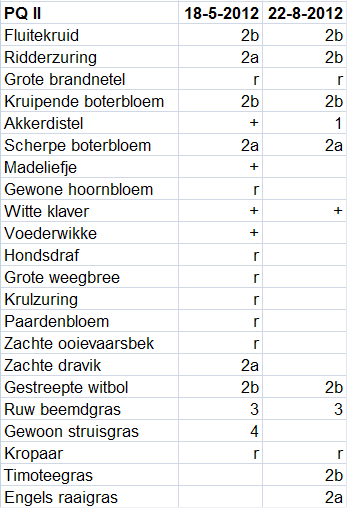 PQ II 18-5-2012 22-8-2012
Fluitekruid 2b 2b
Ridderzuring 2a 2b
Grote brandnetel r r
Kruipende boterbloem 2b 2b
Akkerdistel + 1
Scherpe boterbloem 2a 2a
Madeliefje +
Gewone hoornbloem r
Witte klaver + +
Voederwikke +
Hondsdraf r
Grote weegbree r
Krulzuring r
Paardenbloem r
Zachte ooievaarsbek r
Zachte dravik 2a
Gestreepte witbol 2b 2b
Ruw beemdgras 3 3
Gewoon struisgras 4
Kropaar r r
Timoteegras 2b
Engels raaigras 2a